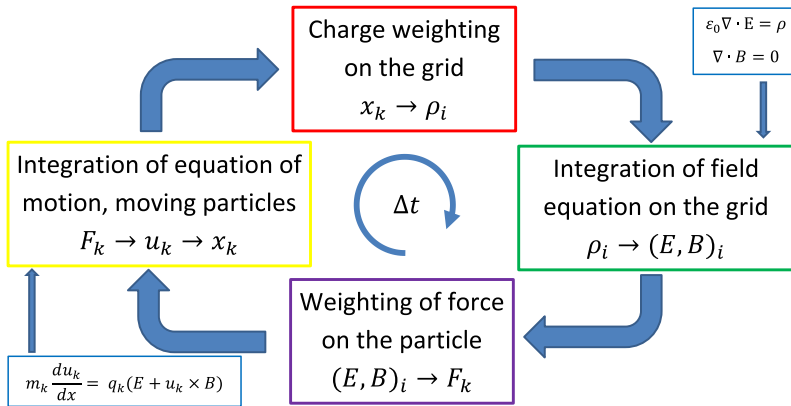 Charge weighting
on the grid
x_k → ρ_i
ε_0 ∇ · E = ρ
∇ · B = 0
Integration of equation of
motion, moving particles
F_k → u_k → x_k
Δt
Integration of field
equation on the grid
ρ_i → (E, B)_i
Weighting of force
on the particle
(E, B)_i → F_k
m_k du_k/dx = q_k(E + u_k × B)